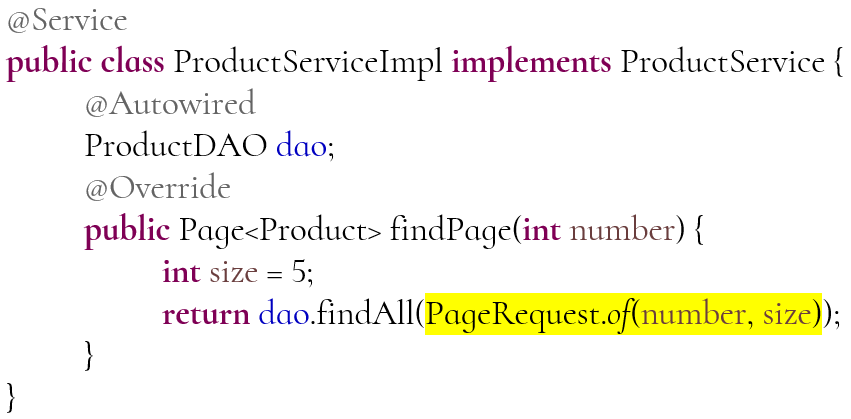 @Service
public class ProductServiceImpl implements ProductService {
@Autowired
ProductDAO dao;
@Override
public Page<Product> findPage(int number) {
int size = 5;
return dao.findAll(PageRequest.of(number, size));
}
}